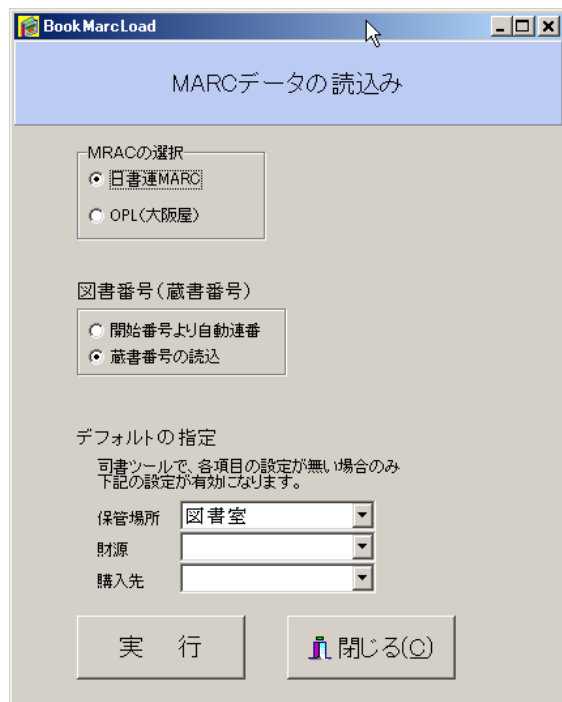 BookMarcLoad
MARCデータの読込み
MRACの選択
日書連MARC
OPL(大阪屋)
図書番号(蔵書番号)
開始番号より自動連番
蔵書番号の読込
デフォルトの指定
司書ツールで、各項目の設定が無い場合のみ
下記の設定が有効になります。
保管場所 図書室
財源
購入先
実 行 閉じる(C)